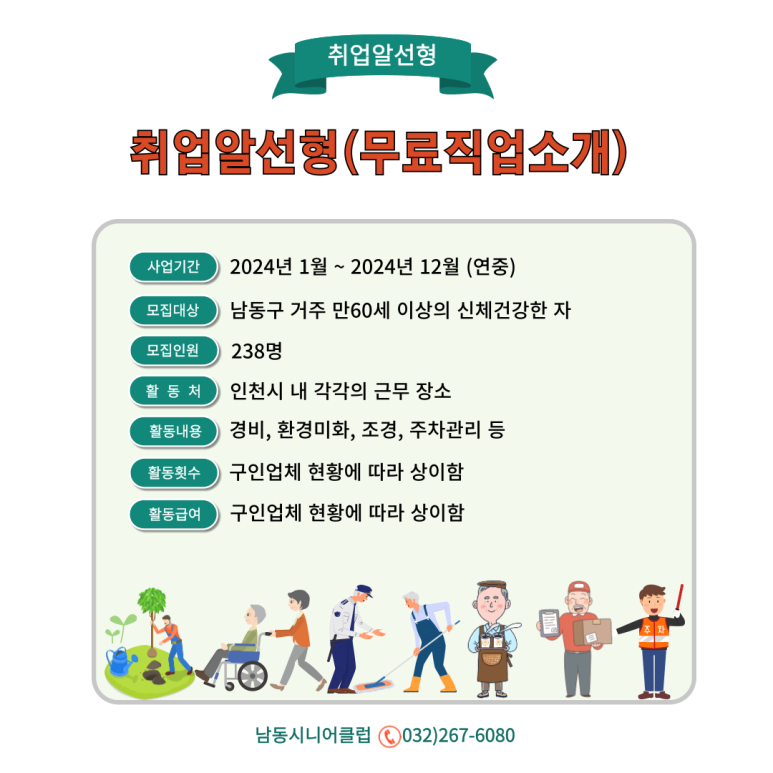 취업알선형
취업알선형(무료직업소개)
사업기간 2024년 1월 ~ 2024년 12월 (연중)
모집대상 남동구 거주 만60세 이상의 신체건강한 자
모집인원 238명
활 동 처 인천시 내 각각의 근무 장소
활동내용 경비, 환경미화, 조경, 주차관리 등
활동횟수 구인업체 현황에 따라 상이함
활동급여 구인업체 현황에 따라 상이함
주 차
남동시니어클럽 032)267-6080